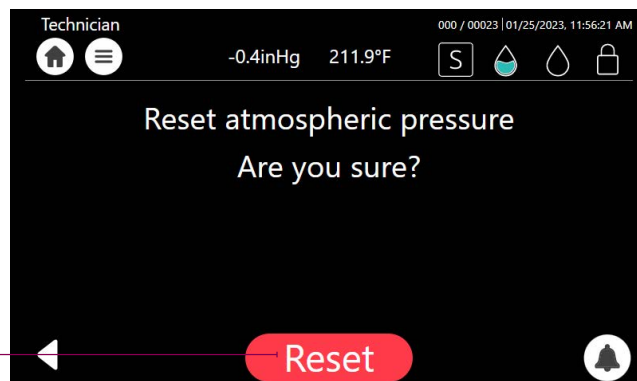 Technician
000 / 00023 | 01/25/2023, 11:56:21 AM
-0.4inHg 211.9°F S
Reset atmospheric pressure
Are you sure?
Reset